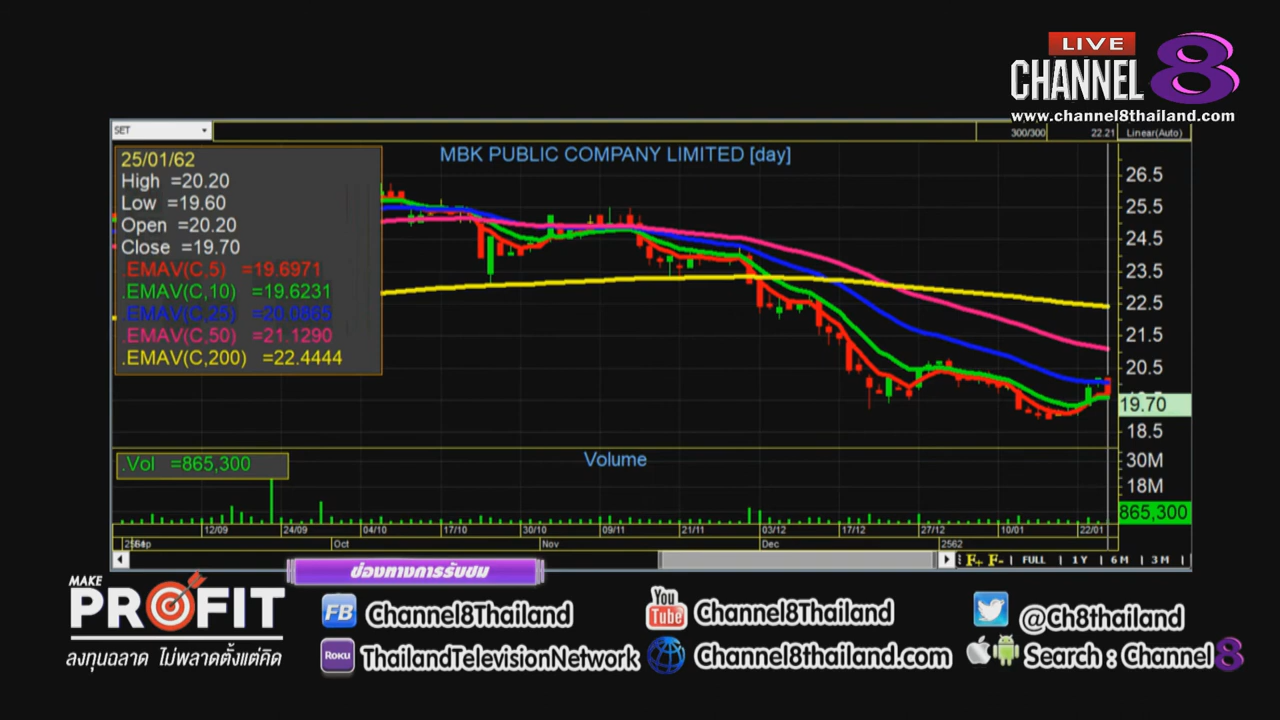 LIVE
CHANNEL 8
www.channel8thailand.com
SET
300/300
22.21
Linear(Auto)
MBK PUBLIC COMPANY LIMITED [day]
25/01/62
High =20.20
Low =19.60
Open =20.20
Close =19.70
.EMAV(C,5) =19.6971
.EMAV(C,10) =19.6231
.EMAV(C,25) =20.0865
.EMAV(C,50) =21.1290
.EMAV(C,200) =22.4444
26.5
25.5
24.5
23.5
22.5
21.5
20.5
19.70
18.5
.Vol =865,300
Volume
30M
18M
865,300
12/09 24/09 04/10 17/10 30/10 09/11 21/11 03/12 17/12 27/12 10/01 22/01
Oct Nov Dec 2562
F+ F- FULL 1Y 6M 3M
ช่องทางการรับชม
MAKE
PROFIT
ลงทุนฉลาด ไม่พลาดตั้งแต่คิด
FB Channel8Thailand
You Tube Channel8Thailand
@Ch8thailand
ROKU ThailandTelevisionNetwork
Channel8thailand.com
Search : Channel 8